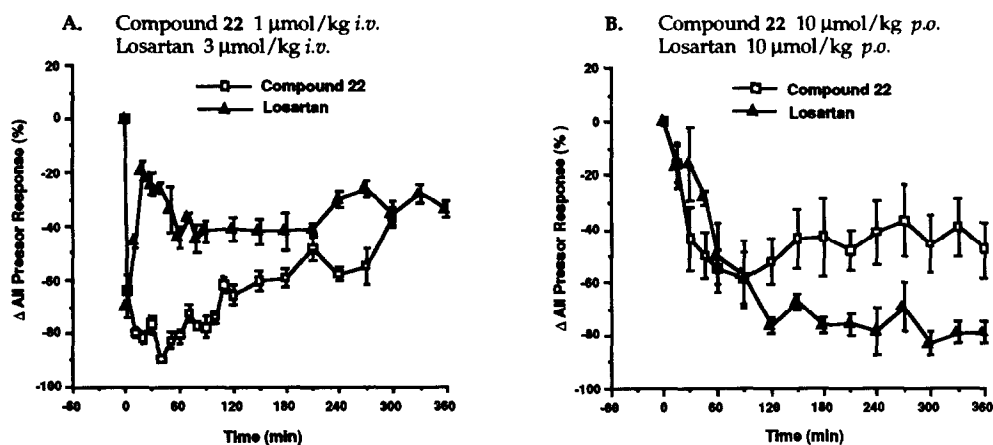 A. Compound 22 1 μmol/kg i.v.
Losartan 3 μmol/kg i.v.
Compound 22
Losartan
Δ AII Pressor Response (%)
20
0
-20
-40
-60
-80
-100
-60 0 60 120 180 240 300 360
Time (min)
B. Compound 22 10 μmol/kg p.o.
Losartan 10 μmol/kg p.o.
Compound 22
Losartan
Δ AII Pressor Response (%)
20
0
-20
-40
-60
-80
-100
-60 0 60 120 180 240 300 360
Time (min)